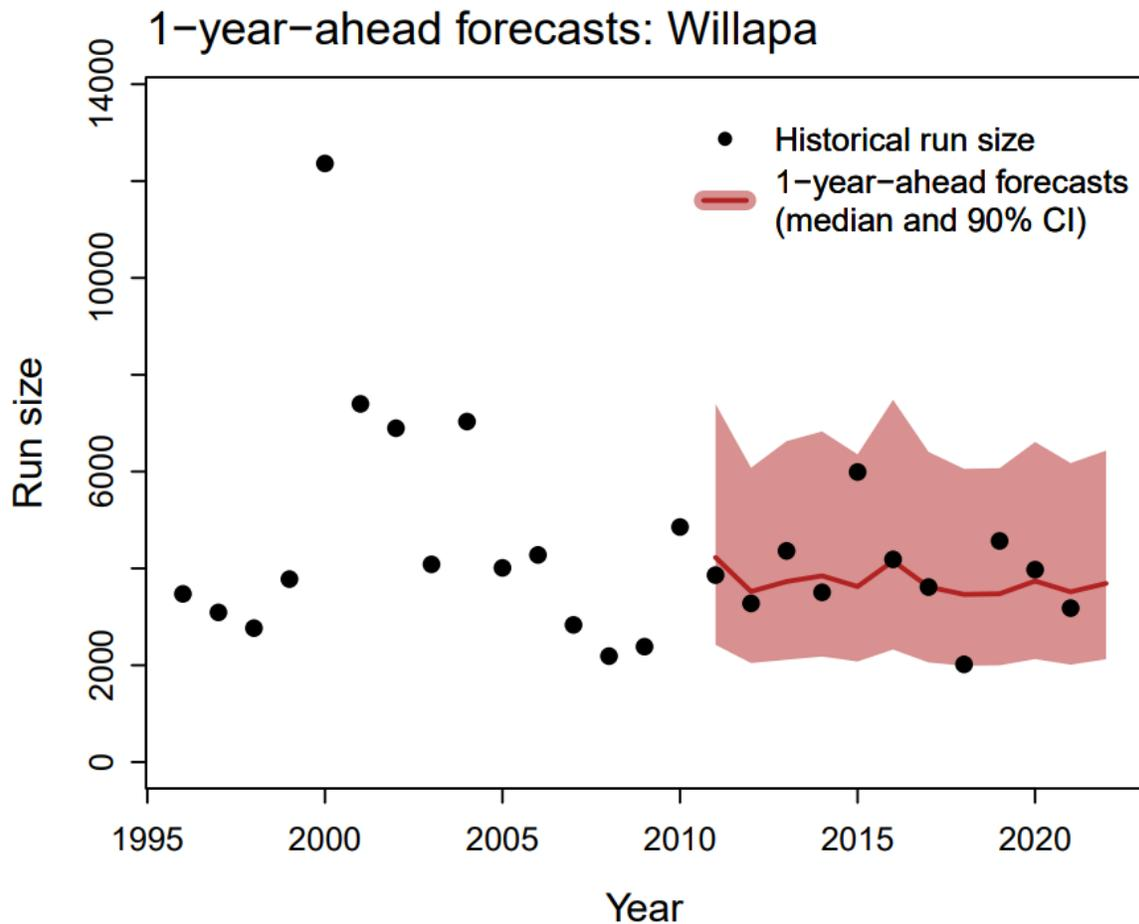 1−year−ahead forecasts: Willapa
14000
10000
6000
2000
0
Run size
Historical run size
1−year−ahead forecasts
(median and 90% CI)
1995 2000 2005 2010 2015 2020
Year